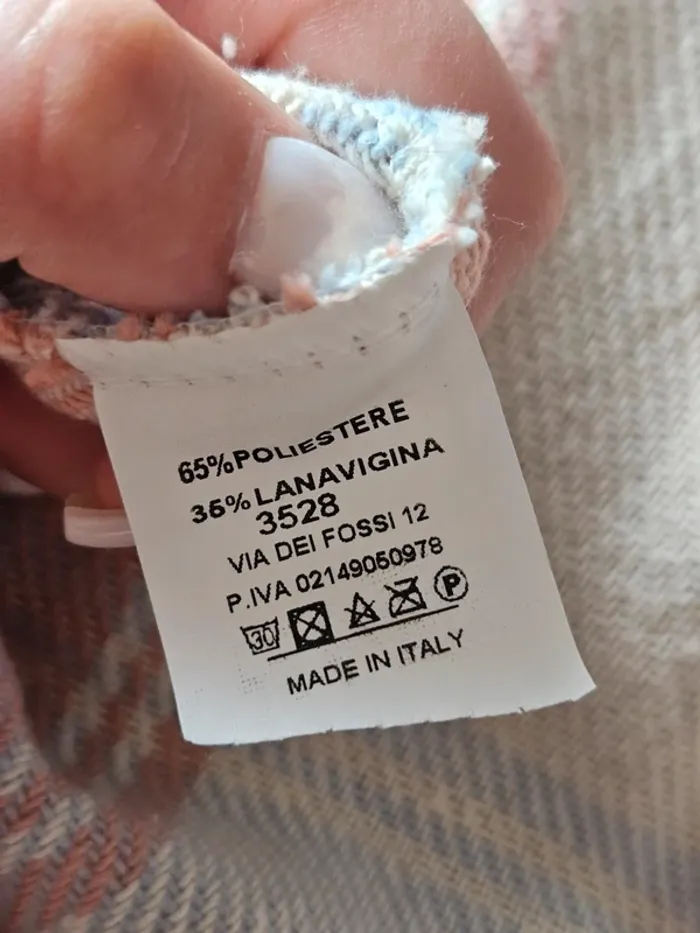 65%POLIESTERE
35%LANAVIGINA
3528
VIA DEI FOSSI 12
P.IVA 02149050978
30 P
MADE IN ITALY